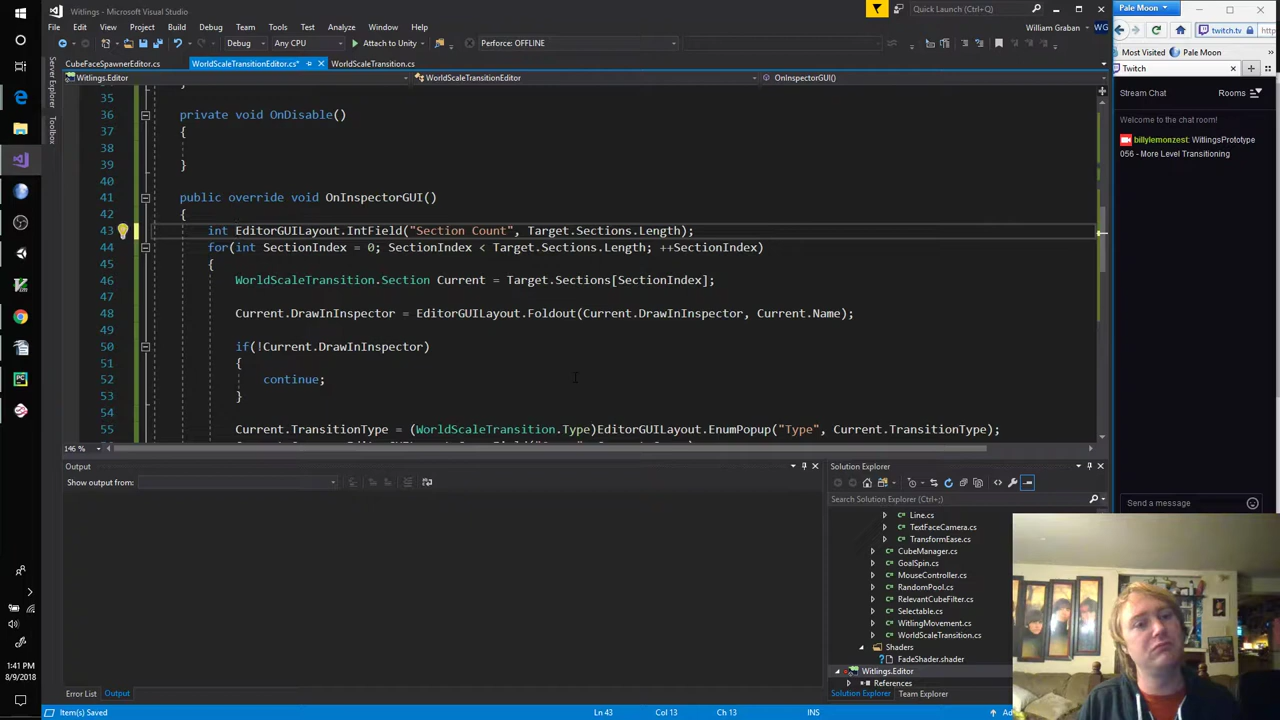 Witlings - Microsoft Visual Studio
Quick Launch (Ctrl+Q)
Pale Moon
File Edit View Project Build Debug Team Tools Test Analyze Window Help
William Graban WG
twitch.tv
http
Debug Any CPU Attach to Unity Perforce: OFFLINE
Most Visited Pale Moon
CubeFaceSpawnerEditor.cs WorldScaleTransitionEditor.cs* WorldScaleTransition.cs
Twitch
Witlings.Editor WorldScaleTransitionEditor OnInspectorGUI()
Stream Chat Rooms
Welcome to the chat room!
billylemonzest: WitlingsPrototype
056 - More Level Transitioning
Server Explorer
Toolbox
35
36 private void OnDisable()
37 {
38
39 }
40
41 public override void OnInspectorGUI()
42 {
43 int EditorGUILayout.IntField("Section Count", Target.Sections.Length);
44 for(int SectionIndex = 0; SectionIndex < Target.Sections.Length; ++SectionIndex)
45 {
46 WorldScaleTransition.Section Current = Target.Sections[SectionIndex];
47
48 Current.DrawInInspector = EditorGUILayout.Foldout(Current.DrawInInspector, Current.Name);
49
50 if(!Current.DrawInInspector)
51 {
52 continue;
53 }
54
55 Current.TransitionType = (WorldScaleTransition.Type)EditorGUILayout.EnumPopup("Type", Current.TransitionType);
146 %
Output
Show output from:
Solution Explorer
Search Solution Explorer (Ctrl+;)
Line.cs
TextFaceCamera.cs
TransformEase.cs
CubeManager.cs
GoalSpin.cs
MouseController.cs
RandomPool.cs
RelevantCubeFilter.cs
Selectable.cs
WitlingMovement.cs
WorldScaleTransition.cs
Shaders
FadeShader.shader
Witlings.Editor
References
Send a message
Error List Output
Solution Explorer Team Explorer
Item(s) Saved Ln 43 Col 13 Ch 13 INS
1:41 PM
8/9/2018